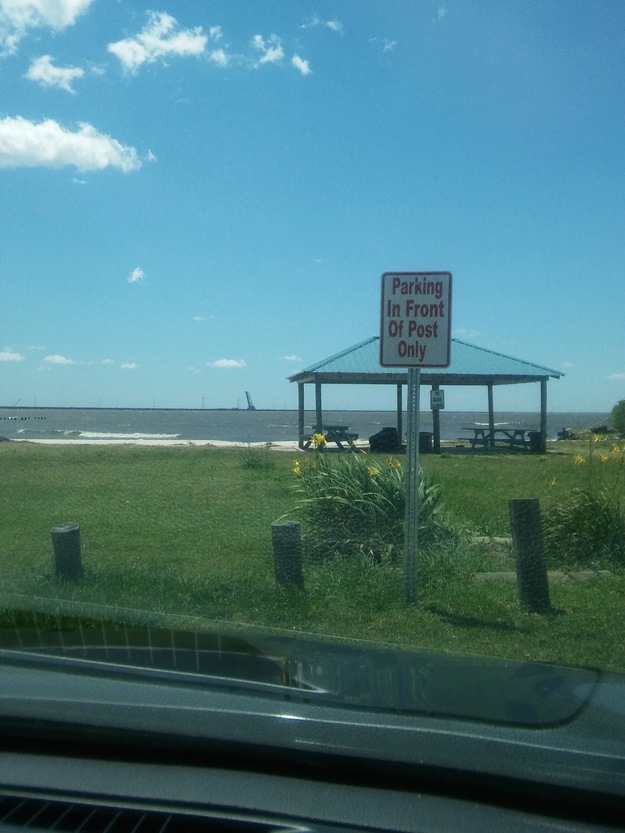 Parking
In Front
Of Post
Only